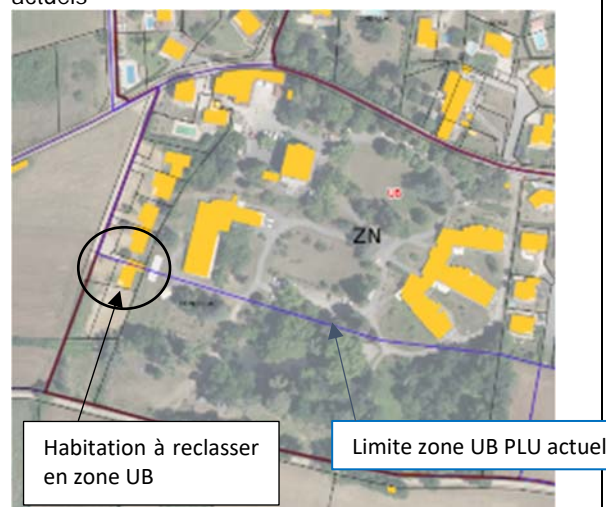 actuels
UB
ZN
Habitation à reclasser
en zone UB
Limite zone UB PLU actuel